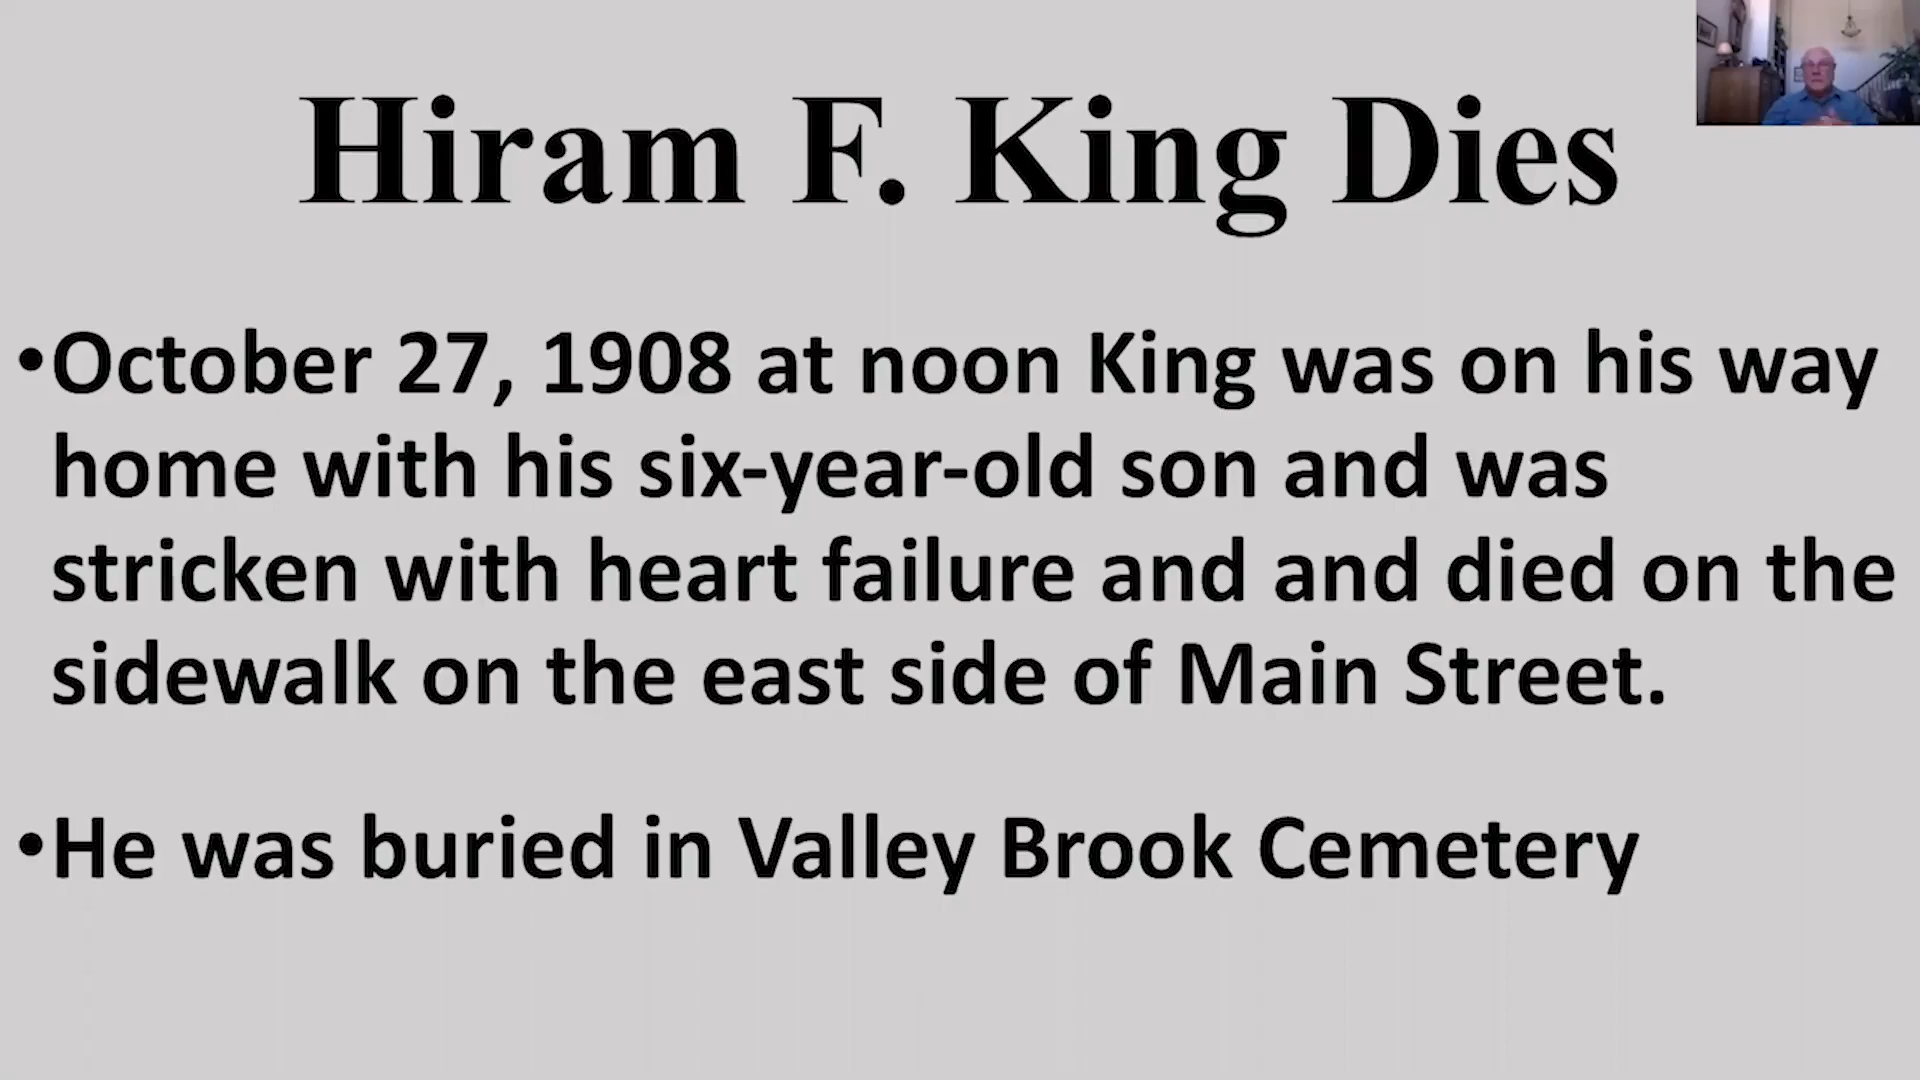 Hiram F. King Dies
•October 27, 1908 at noon King was on his way
home with his six-year-old son and was
stricken with heart failure and and died on the
sidewalk on the east side of Main Street.
•He was buried in Valley Brook Cemetery